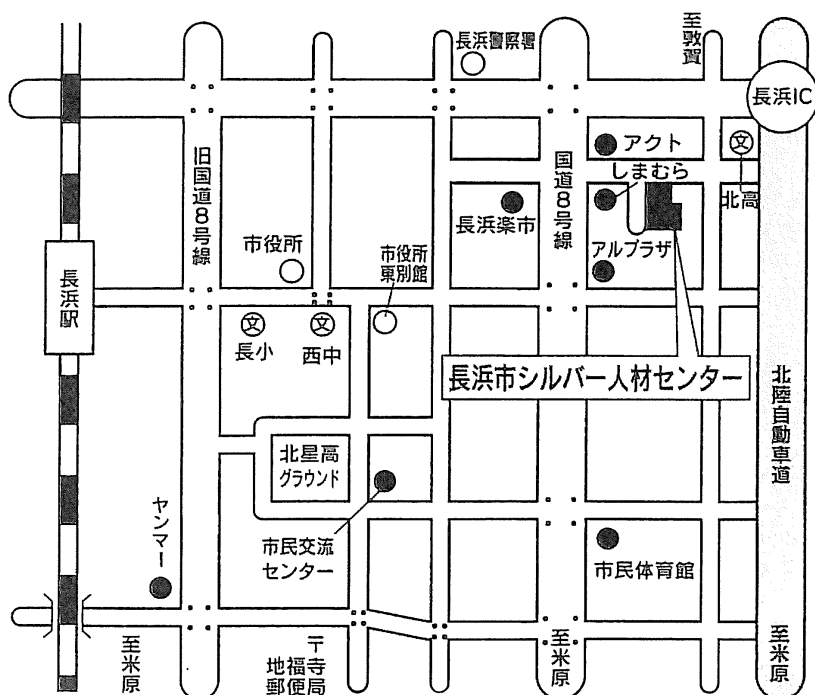 至敦賀
長浜警察署
長浜IC
アクト
しまむら
文
北高
旧国道8号線
国道8号線
長浜楽市
市役所
市役所
東別館
アルプラザ
長浜駅
文
長小
文
西中
長浜市シルバー人材センター
北陸自動車道
北星高
グラウンド
ヤンマー
市民交流
センター
市民体育館
至米原
〒
地福寺
郵便局
至米原
至米原